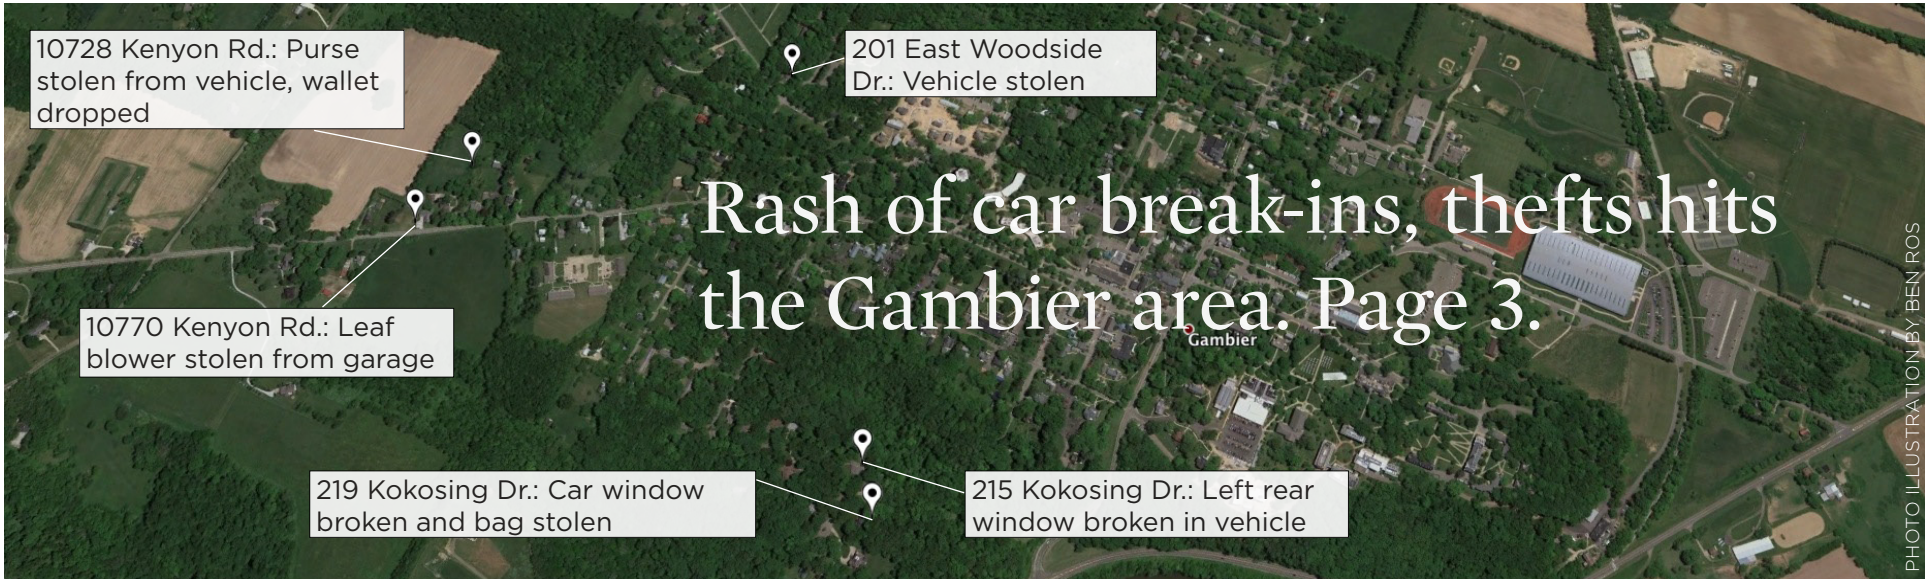 10728 Kenyon Rd.: Purse
stolen from vehicle, wallet
dropped
201 East Woodside
Dr.: Vehicle stolen
Rash of car break-ins, thefts hits
the Gambier area. Page 3.
Gambier
10770 Kenyon Rd.: Leaf
blower stolen from garage
219 Kokosing Dr.: Car window
broken and bag stolen
215 Kokosing Dr.: Left rear
window broken in vehicle
PHOTO ILLUSTRATION BY BEN ROS